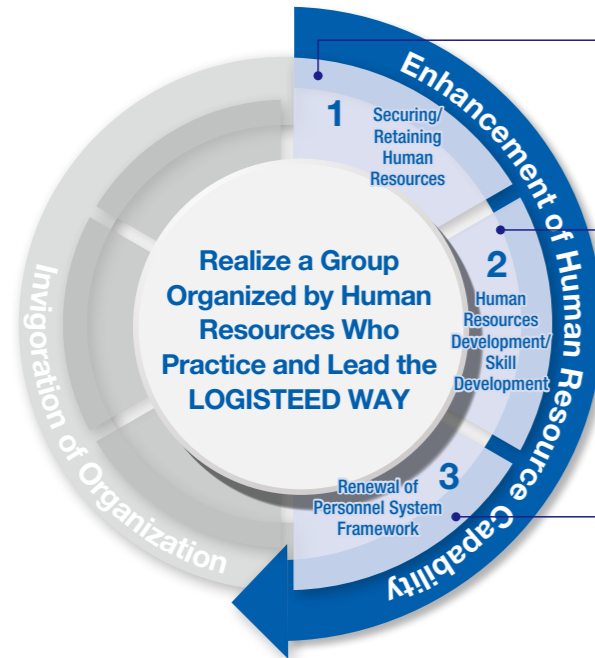 Enhancement of Human Resource Capability
1
Securing/
Retaining
Human
Resources
2
Human
Resources
Development/
Skill
Development
3
Renewal of
Personnel System
Framework
Realize a Group
Organized by Human
Resources Who
Practice and Lead the
LOGISTEED WAY
Invigoration of Organization